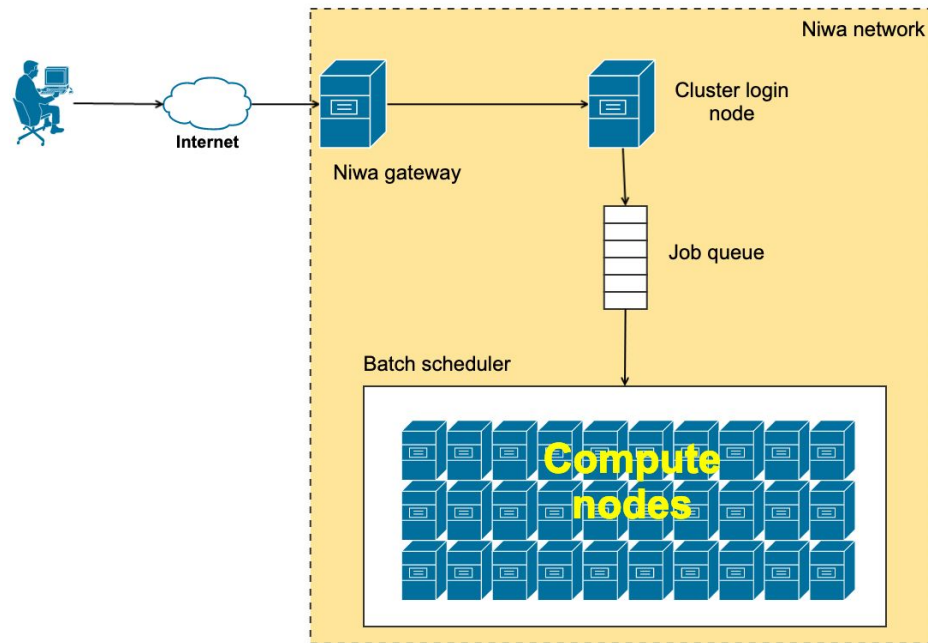 Niwa network
Cluster login
node
Internet
Niwa gateway
Job queue
Batch scheduler
Compute
nodes